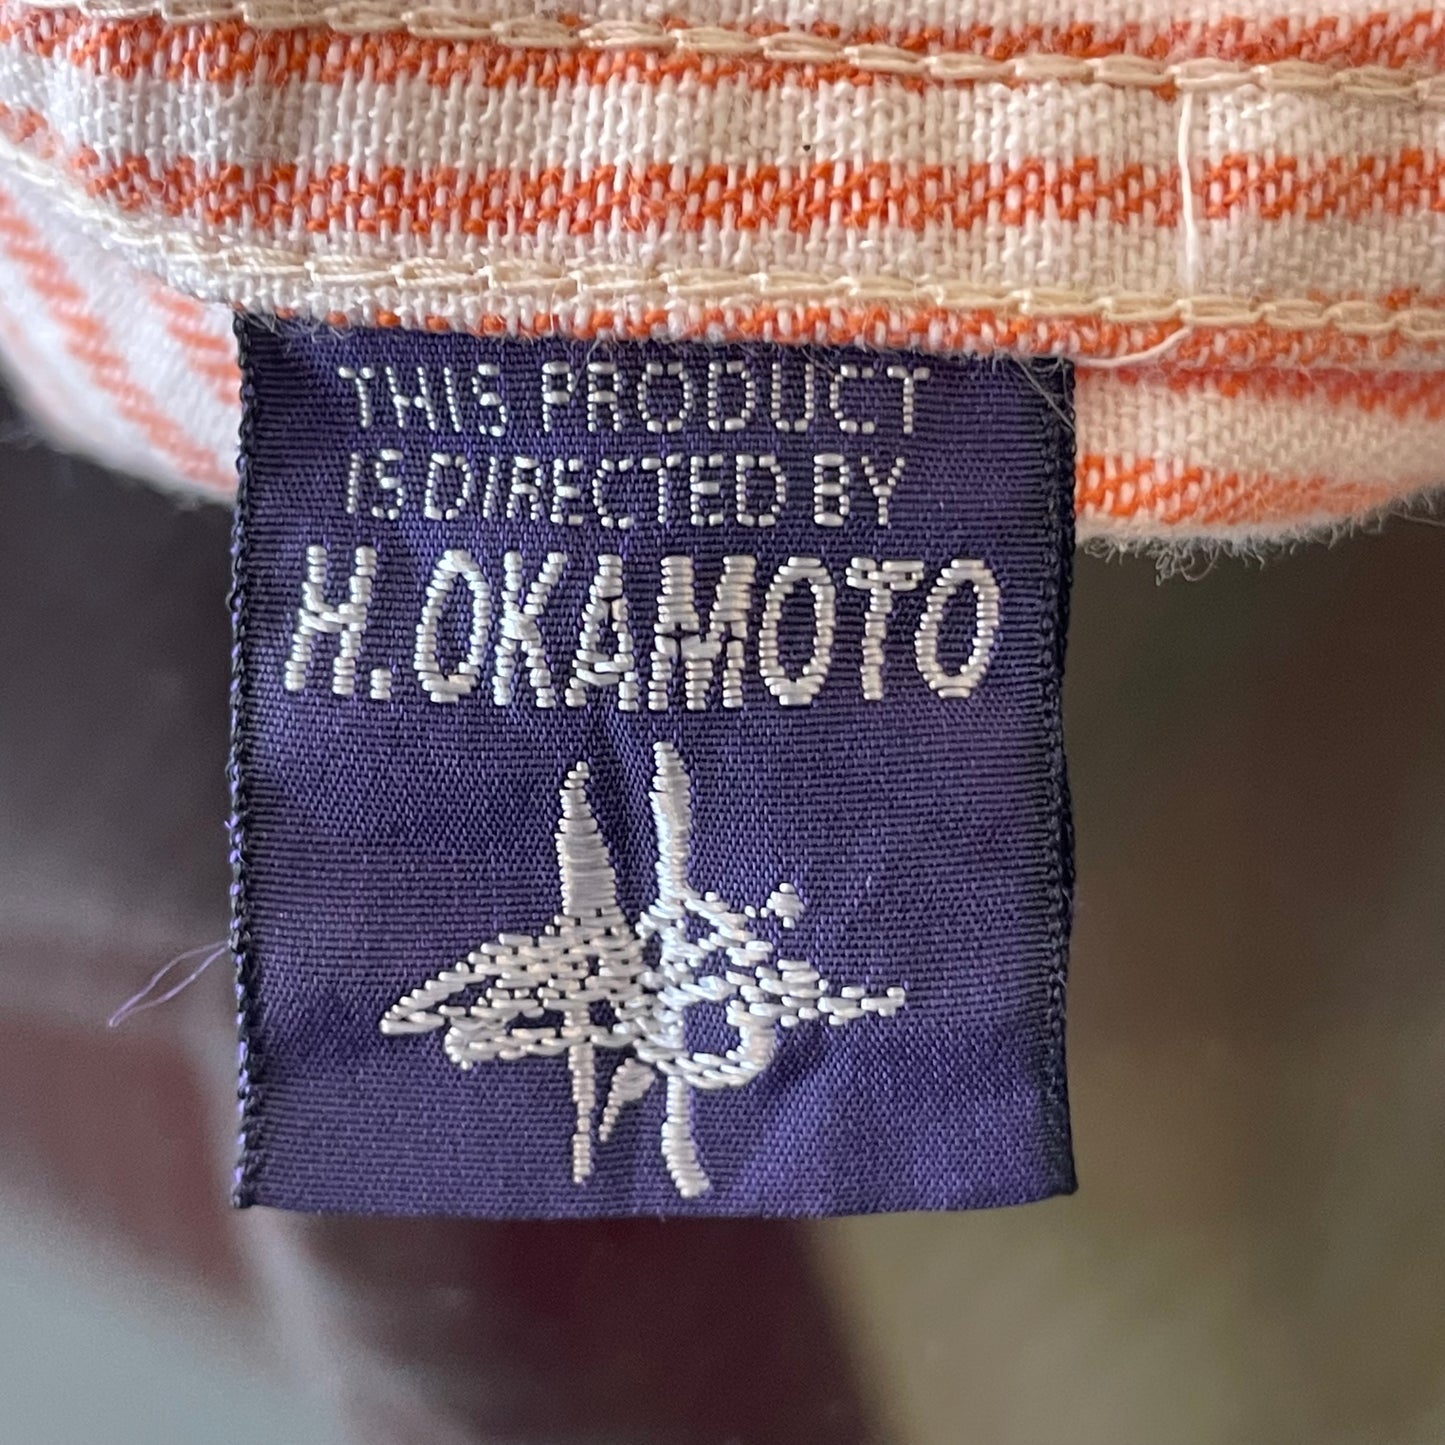 THIS PRODUCT
IS DIRECTED BY
H.OKAMOTO